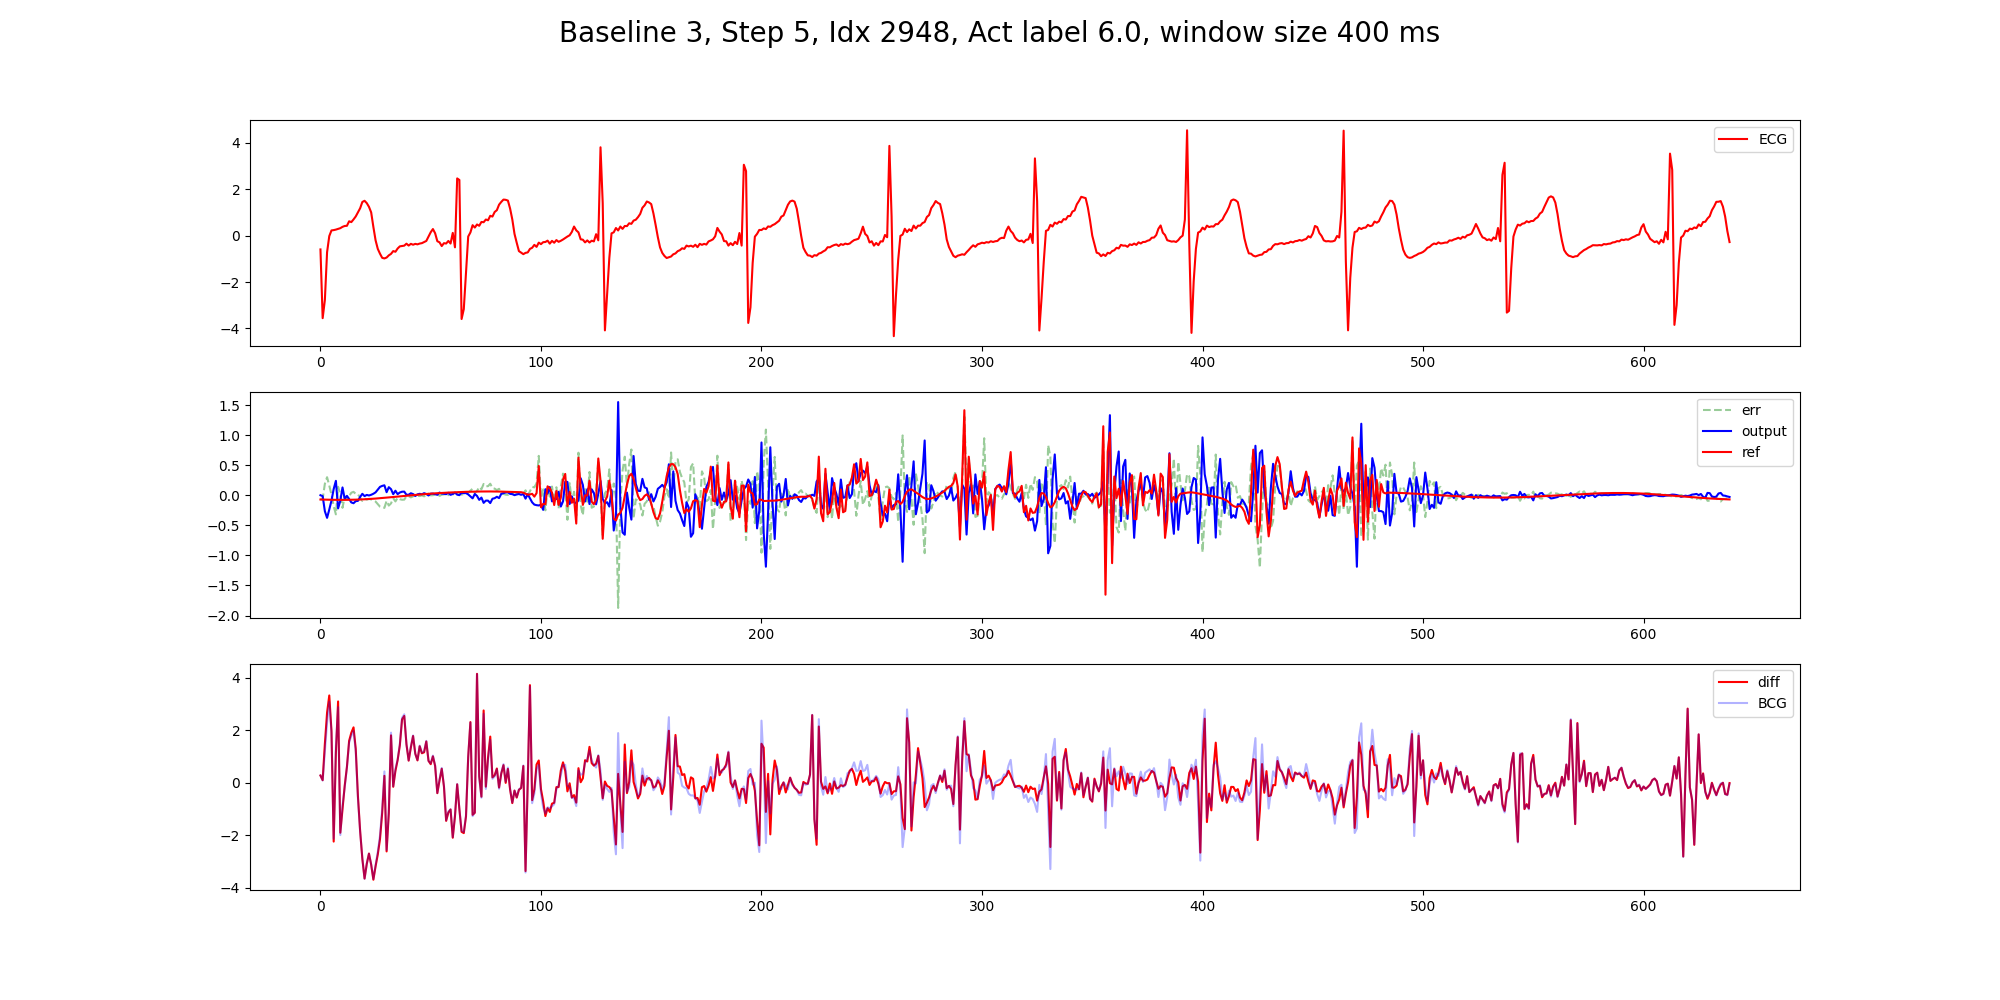 Baseline 3, Step 5, Idx 2948, Act label 6.0, window size 400 ms
ECG
4
2
0
−2
−4
0 100 200 300 400 500 600
err
output
ref
1.5
1.0
0.5
0.0
−0.5
−1.0
−1.5
−2.0
0 100 200 300 400 500 600
diff
BCG
4
2
0
−2
−4
0 100 200 300 400 500 600